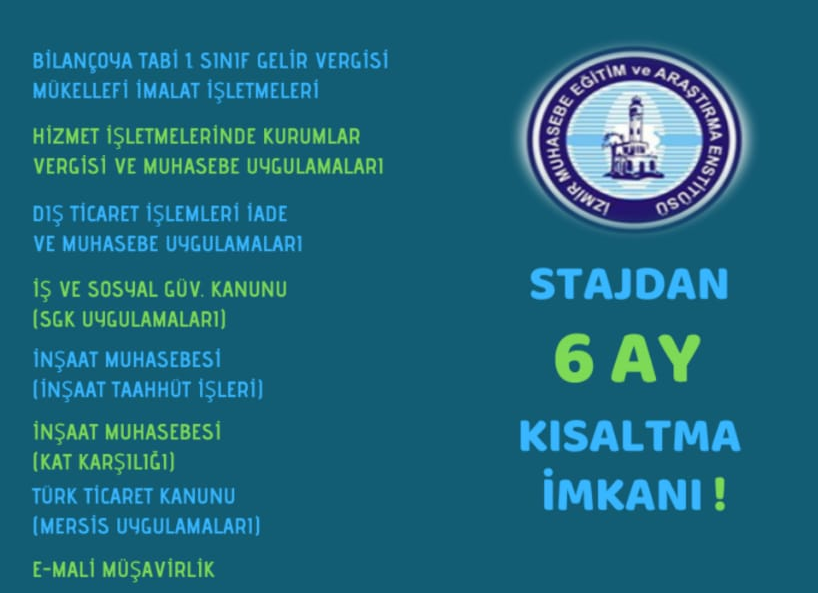 BİLANÇOYA TABİ 1. SINIF GELİR VERGİSİ
MÜKELLEFİ İMALAT İŞLETMELERİ
HİZMET İŞLETMELERİNDE KURUMLAR
VERGİSİ VE MUHASEBE UYGULAMALARI
DIŞ TİCARET İŞLEMLERİ İADE
VE MUHASEBE UYGULAMALARI
İŞ VE SOSYAL GÜV. KANUNU
(SGK UYGULAMALARI)
İNŞAAT MUHASEBESİ
(İNŞAAT TAAHHÜT İŞLERİ)
İNŞAAT MUHASEBESİ
(KAT KARŞILIĞI)
TÜRK TİCARET KANUNU
(MERSİS UYGULAMALARI)
E-MALİ MÜŞAVİRLİK
İZMİR MUHASEBE EĞİTİM ve ARAŞTIRMA ENSTİTÜSÜ
STAJDAN
6 AY
KISALTMA
İMKANI !